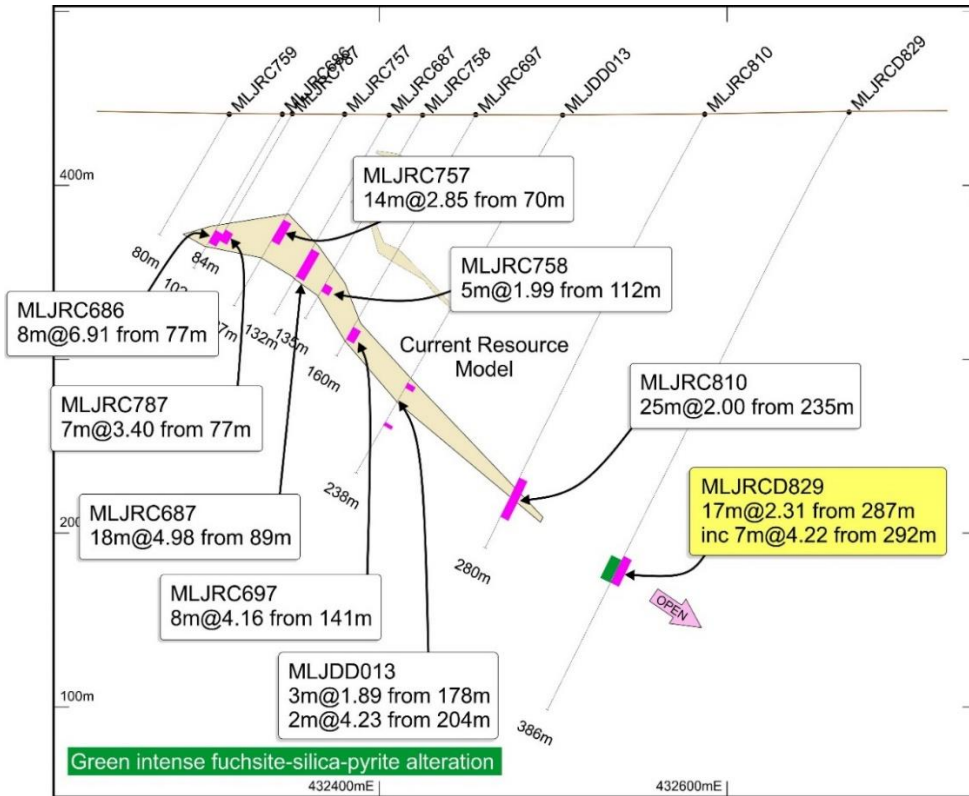 MLJRC759
MLJRC686
MLJRC787
MLJRC757
MLJRC687
MLJRC758
MLJRC697
MLJDD013
MLJRC810
MLJRCD829
400m
MLJRC757
14m@2.85 from 70m
80m
84m
MLJRC758
5m@1.99 from 112m
MLJRC686
8m@6.91 from 77m
132m
135m
160m
Current Resource
Model
MLJRC810
25m@2.00 from 235m
MLJRC787
7m@3.40 from 77m
238m
MLJRCD829
17m@2.31 from 287m
inc 7m@4.22 from 292m
MLJRC687
18m@4.98 from 89m
280m
MLJRC697
8m@4.16 from 141m
OPEN
MLJDD013
3m@1.89 from 178m
2m@4.23 from 204m
100m
386m
Green intense fuchsite-silica-pyrite alteration
432400mE
432600mE